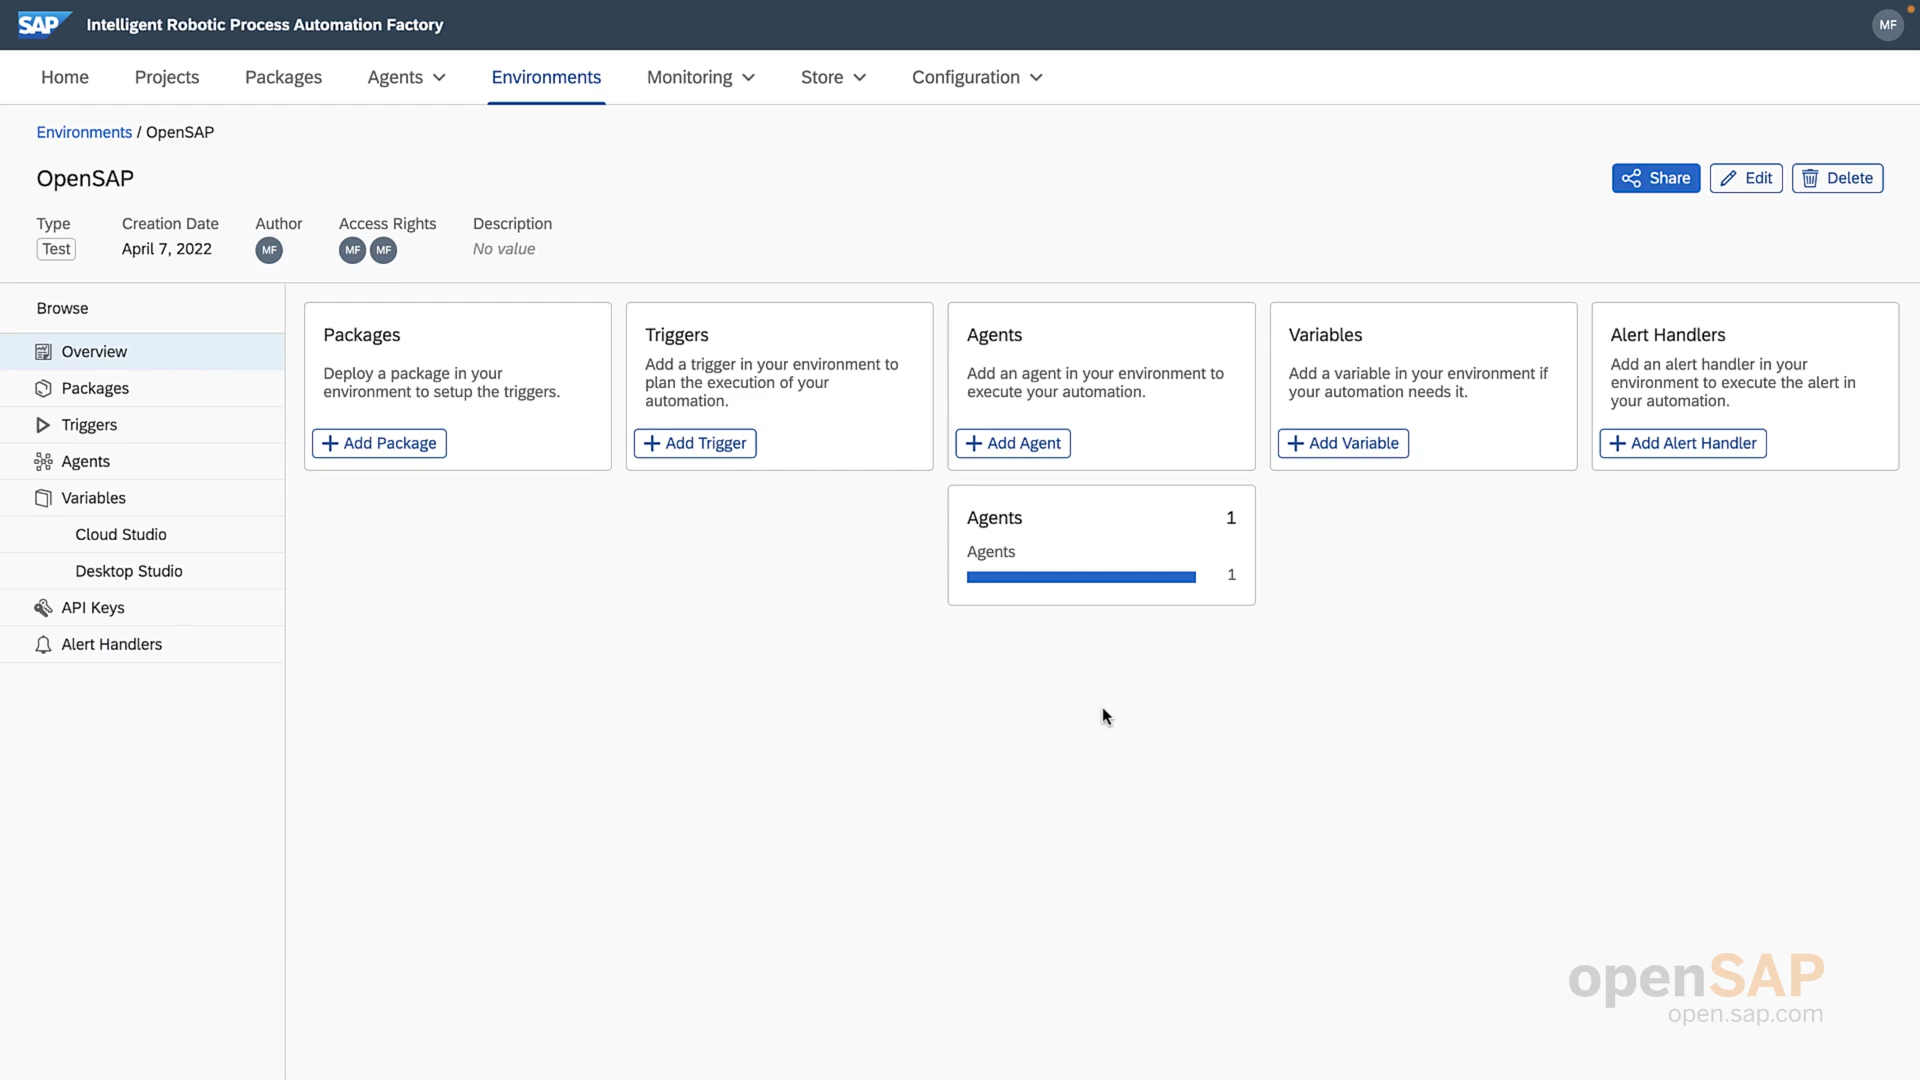 SAP Intelligent Robotic Process Automation Factory MF
Home Projects Packages Agents Environments Monitoring Store Configuration
Environments / OpenSAP
OpenSAP
Share Edit Delete
Type Creation Date Author Access Rights Description
Test April 7, 2022 MF MF MF No value
Browse
Overview
Packages
Triggers
Agents
Variables
Cloud Studio
Desktop Studio
API Keys
Alert Handlers
Packages
Deploy a package in your
environment to setup the triggers.
Add Package
Triggers
Add a trigger in your environment to
plan the execution of your
automation.
Add Trigger
Agents
Add an agent in your environment to
execute your automation.
Add Agent
Variables
Add a variable in your environment if
your automation needs it.
Add Variable
Alert Handlers
Add an alert handler in your
environment to execute the alert in
your automation.
Add Alert Handler
Agents 1
Agents
1
openSAP
open.sap.com